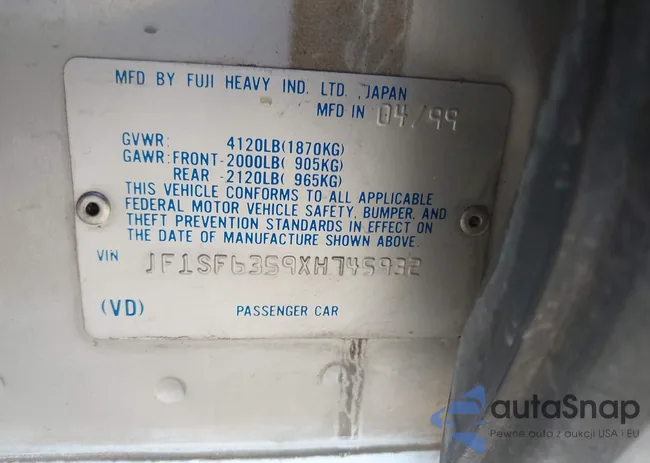 MFD BY FUJI HEAVY IND. LTD., JAPAN
MFD IN 04/99
GVWR: 4120LB(1870KG)
GAWR: FRONT-2000LB( 905KG)
REAR -2120LB( 965KG)
THIS VEHICLE CONFORMS TO ALL APPLICABLE
FEDERAL MOTOR VEHICLE SAFETY, BUMPER, AND
THEFT PREVENTION STANDARDS IN EFFECT ON
THE DATE OF MANUFACTURE SHOWN ABOVE.
VIN JF1SF6359XH745932
(VD) PASSENGER CAR
autaSnap
Pewne auta z aukcji USA i EU